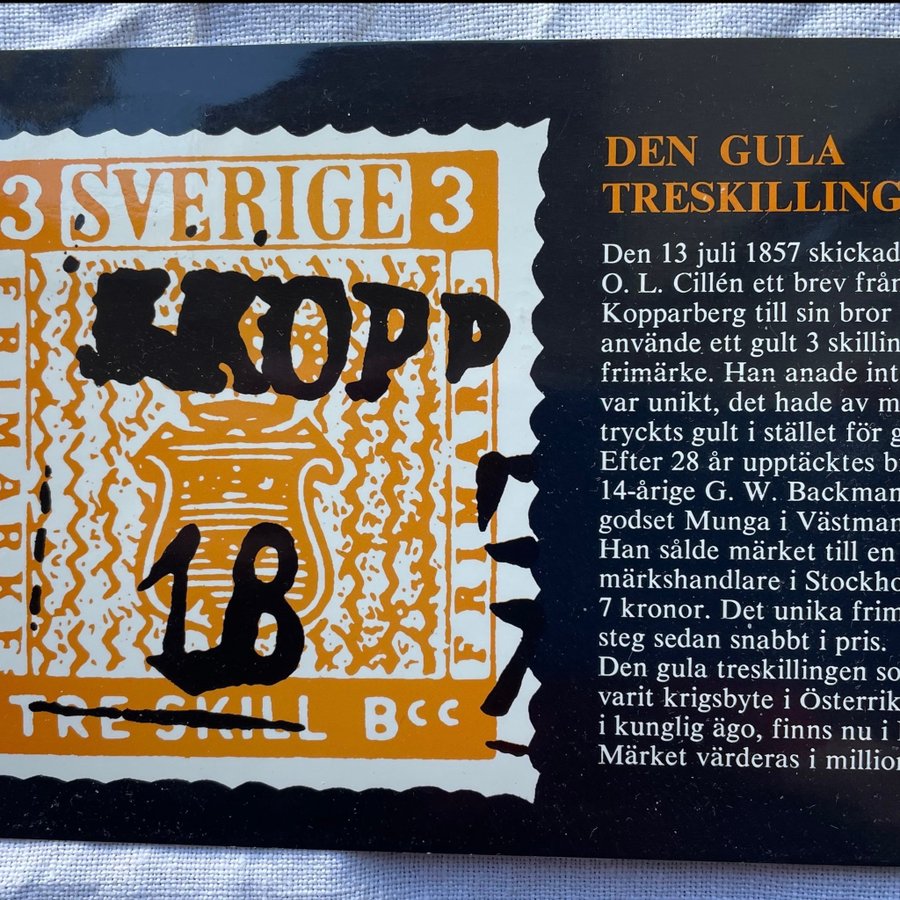 3 SVERIGE 3
FRIMÄRKE
KOPP
18
FRIMÄRKE
TRE SKILL Bcc
DEN GULA
TRESKILLING
Den 13 juli 1857 skickad
O. L. Cillén ett brev från
Kopparberg till sin bror
använde ett gult 3 skillin
frimärke. Han anade int
var unikt, det hade av m
tryckts gult i stället för g
Efter 28 år upptäcktes b
14-årige G. W. Backman
godset Munga i Västman
Han sålde märket till en
märkshandlare i Stockho
7 kronor. Det unika frim
steg sedan snabbt i pris.
Den gula treskillingen so
varit krigsbyte i Österrik
i kunglig ägo, finns nu i
Märket värderas i million